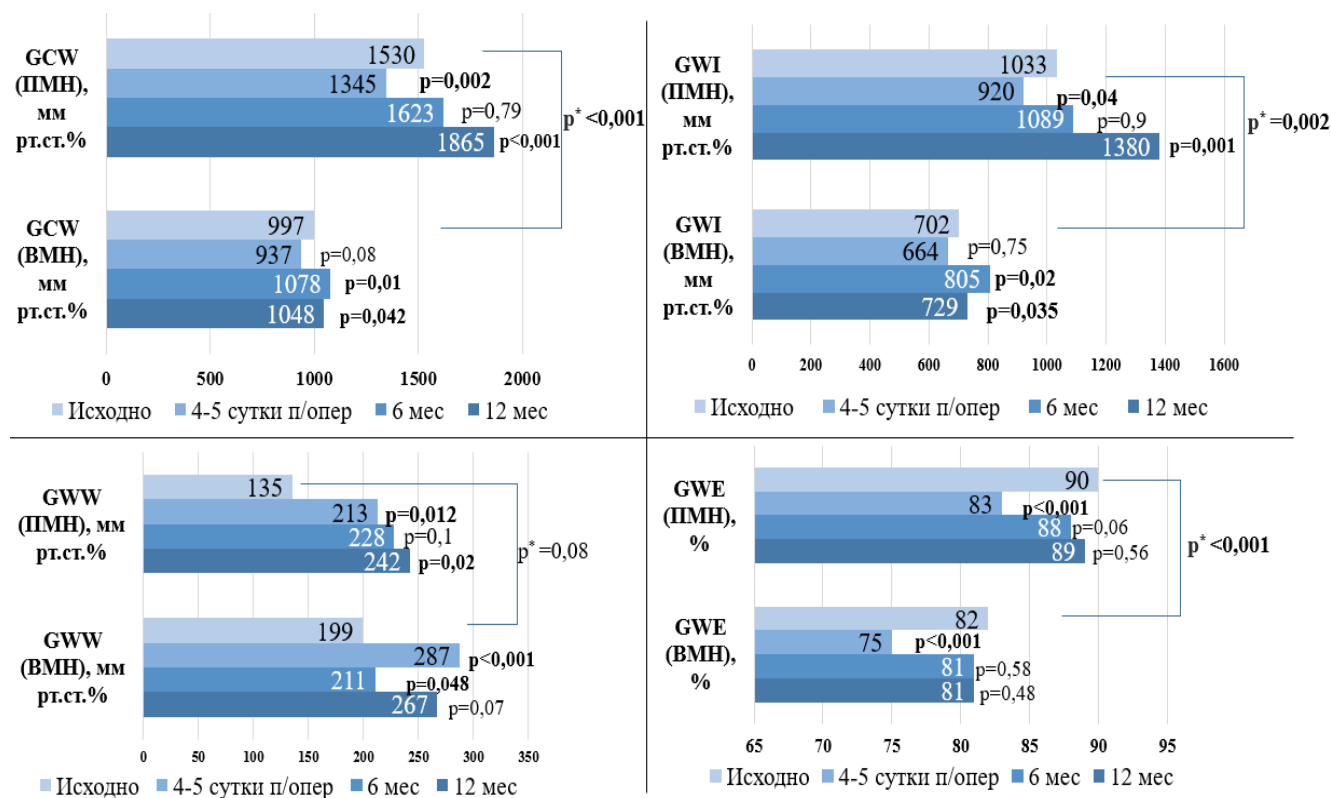 GCW
(ПМН),
мм
рт.ст.%
1530
1345
p=0,002
1623
p=0,79
1865
p<0,001
p* <0,001
GCW
(ВМН),
мм
рт.ст.%
997
937
p=0,08
1078
p=0,01
1048
p=0,042
0 500 1000 1500 2000
Исходно 4-5 сутки п/опер 6 мес 12 мес
GWI
(ПМН),
мм
рт.ст.%
1033
920
p=0,04
1089
p=0,9
1380
p=0,001
p* =0,002
GWI
(ВМН),
мм
рт.ст.%
702
664
p=0,75
805
p=0,02
729
p=0,035
0 200 400 600 800 1000 1200 1400 1600
Исходно 4-5 сутки п/опер 6 мес 12 мес
GWW
(ПМН), мм
рт.ст.%
135
213
p=0,012
228
p=0,1
242
p=0,02
p* =0,08
GWW
(ВМН), мм
рт.ст.%
199
287
p<0,001
211
p=0,048
267
p=0,07
0 50 100 150 200 250 300 350
Исходно 4-5 сутки п/опер 6 мес 12 мес
GWE
(ПМН),
%
90
83
p<0,001
88
p=0,06
89
p=0,56
p* <0,001
GWE
(ВМН),
%
82
75
p<0,001
81
p=0,58
81
p=0,48
65 70 75 80 85 90 95
Исходно 4-5 сутки п/опер 6 мес 12 мес